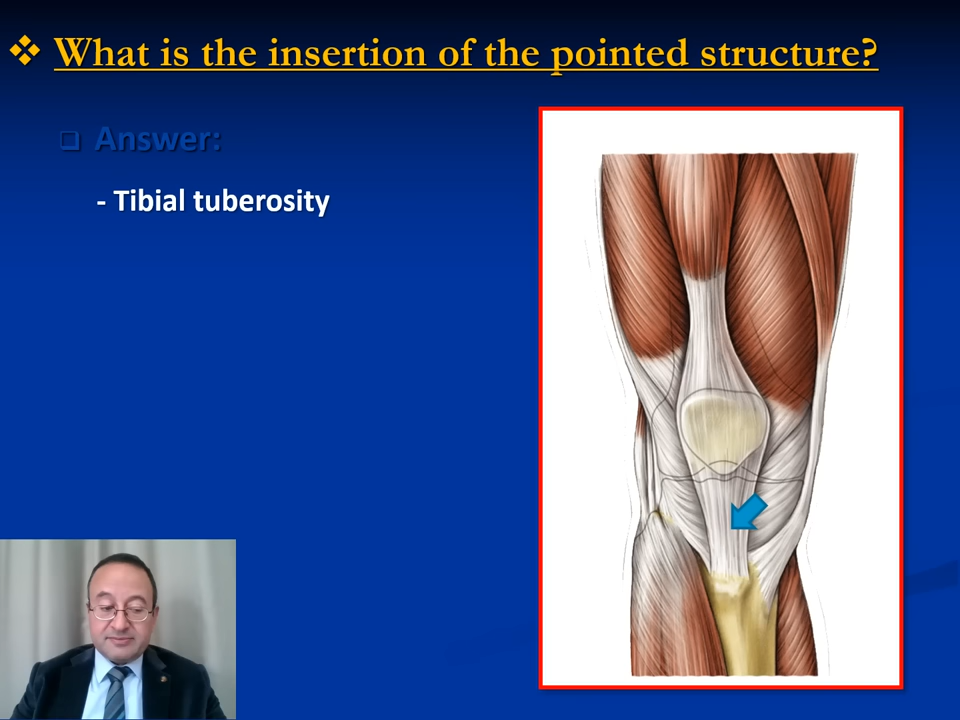 What is the insertion of the pointed structure?
Answer:
- Tibial tuberosity